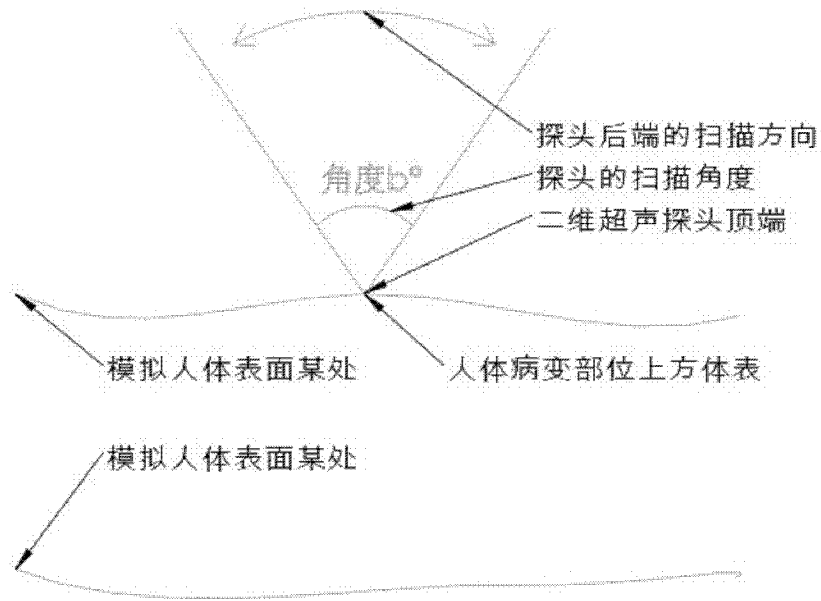 探头后端的扫描方向
角度b°
探头的扫描角度
二维超声探头顶端
模拟人体表面某处
人体病变部位上方体表
模拟人体表面某处